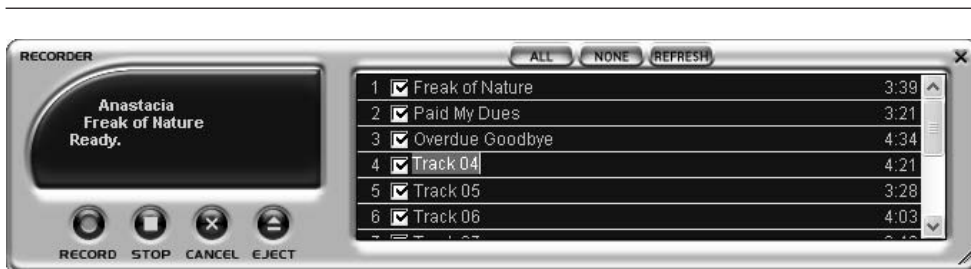 RECORDER
ALL NONE REFRESH
Anastacia
Freak of Nature
Ready.
1 Freak of Nature 3:39
2 Paid My Dues 3:21
3 Overdue Goodbye 4:34
4 Track 04 4:21
5 Track 05 3:28
6 Track 06 4:03
RECORD STOP CANCEL EJECT